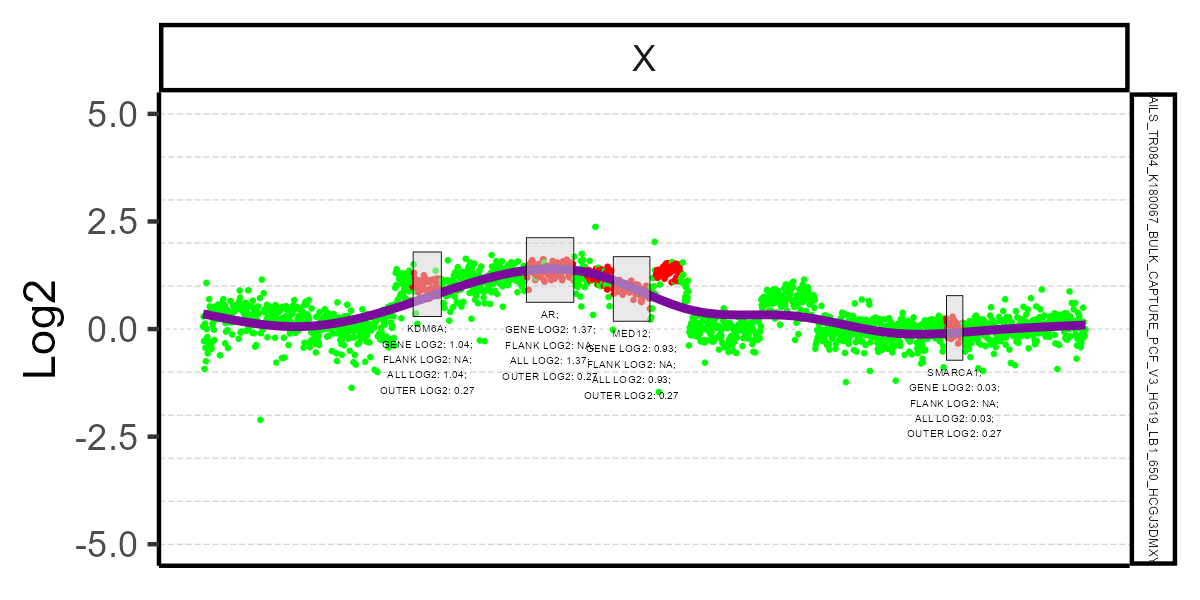 X
Log2
5.0
2.5
0.0
-2.5
-5.0
KDM6A;
GENE LOG2: 1.04;
FLANK LOG2: NA;
ALL LOG2: 1.04;
OUTER LOG2: 0.27
AR;
GENE LOG2: 1.37;
FLANK LOG2: NA;
ALL LOG2: 1.37;
OUTER LOG2: 0.27
MED12;
GENE LOG2: 0.93;
FLANK LOG2: NA;
ALL LOG2: 0.93;
OUTER LOG2: 0.27
SMARCA1;
GENE LOG2: 0.03;
FLANK LOG2: NA;
ALL LOG2: 0.03;
OUTER LOG2: 0.27
AILS_TR084_K180067_BULK_CAPTURE_PCF_V3_HG19_LB1_650_HCGJ3DMXY